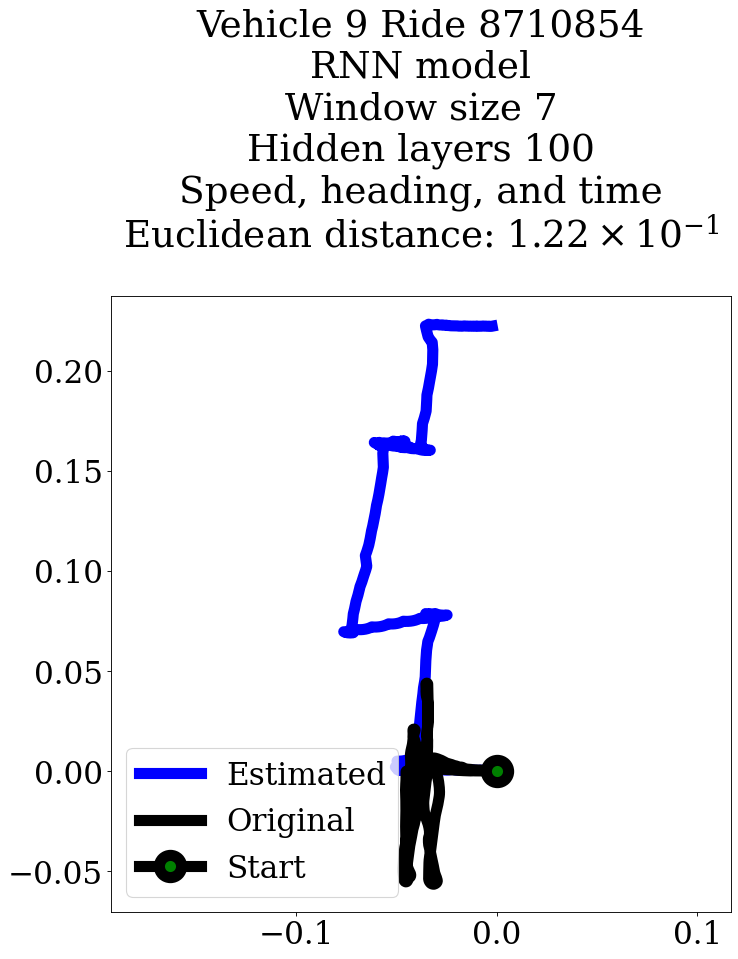 Vehicle 9 Ride 8710854
RNN model
Window size 7
Hidden layers 100
Speed, heading, and time
Euclidean distance: 1.22 × 10⁻¹
0.20
0.15
0.10
0.05
0.00
−0.05
Estimated
Original
Start
−0.1
0.0
0.1